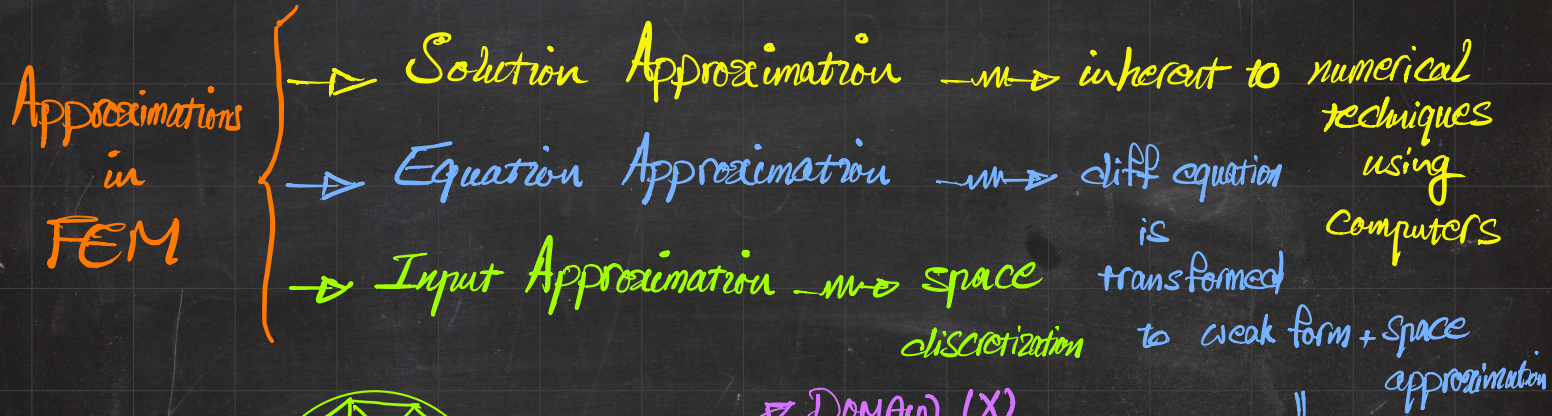 Approximations
in
FEM
Solution Approximation
inherent to numerical
techniques
using
computers
Equation Approximation
diff equation
is
transformed
to weak form + space
approximation
Input Approximation
space
discretization
DOMAIN (X)